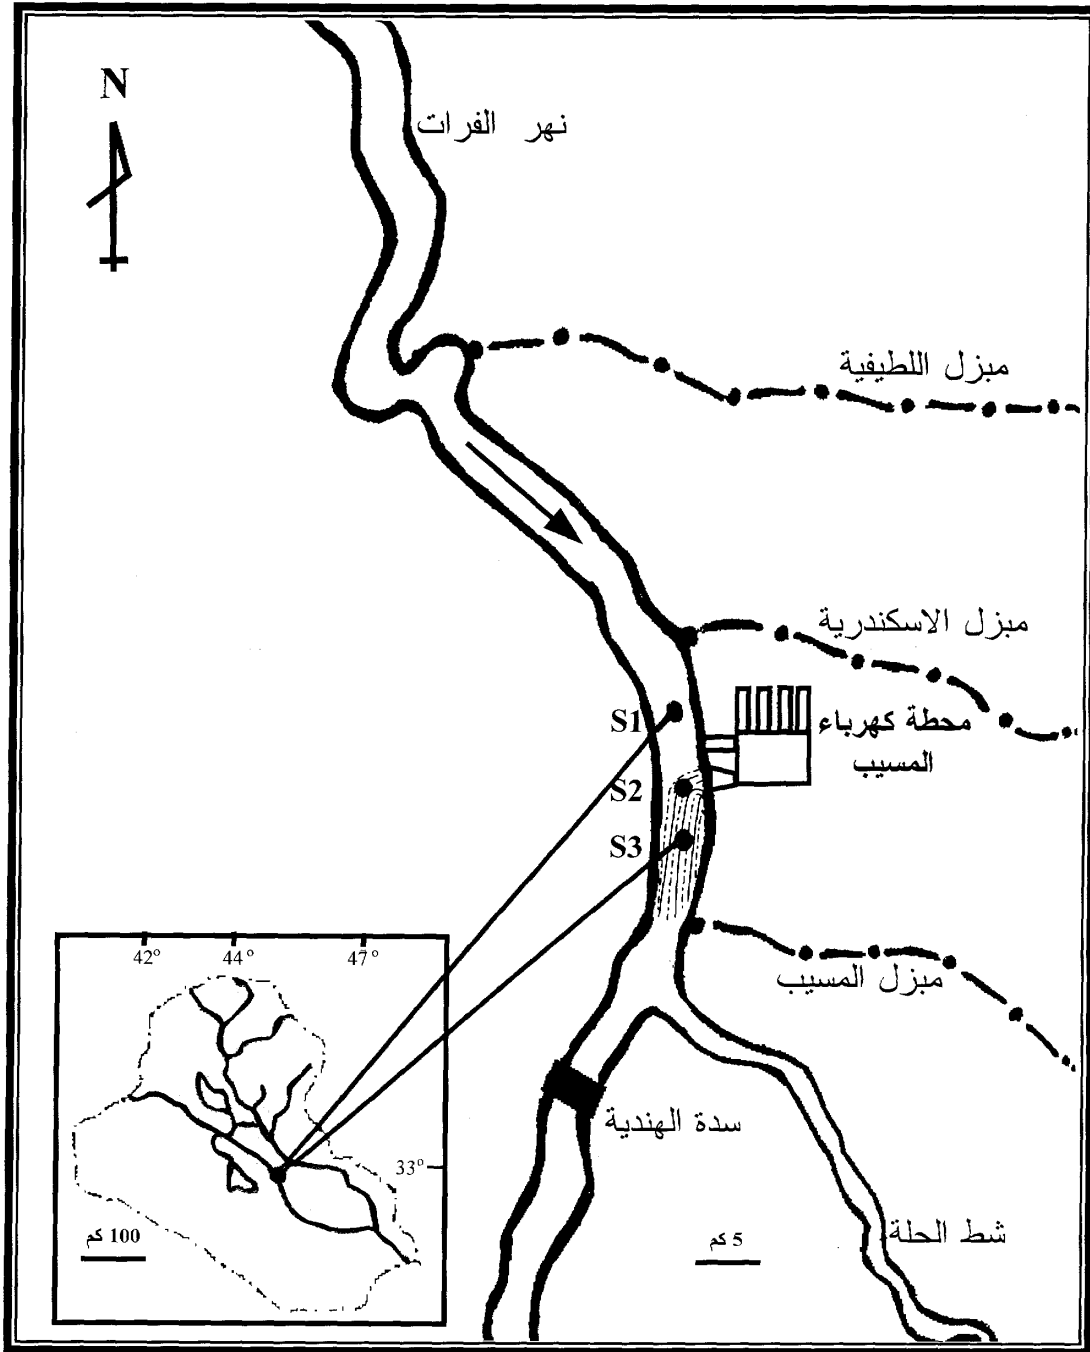 N
نهر الفرات
مبزل اللطيفية
مبزل الاسكندرية
S1
محطة كهرباء
المسيب
S2
S3
مبزل المسيب
42°
44°
47°
سدة الهندية
33°
شط الحلة
100 كم
5 كم